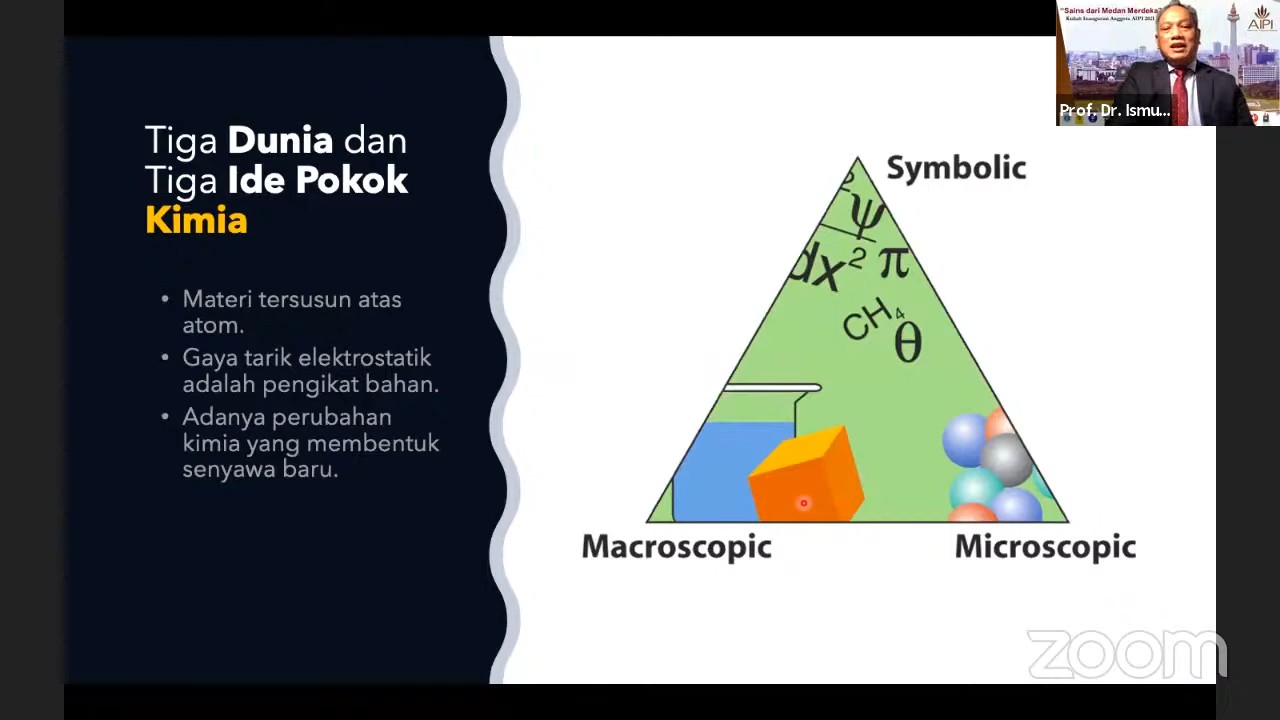 "Sains dari Medan Merdeka"
Kuliah Inaugurasi Anggota AIPI 2021
AIPI
Prof. Dr. Ismu...
Tiga Dunia dan
Tiga Ide Pokok
Kimia
• Materi tersusun atas
atom.
• Gaya tarik elektrostatik
adalah pengikat bahan.
• Adanya perubahan
kimia yang membentuk
senyawa baru.
Symbolic
2
ψ
dx² π
CH₄
θ
Macroscopic
Microscopic
zoom